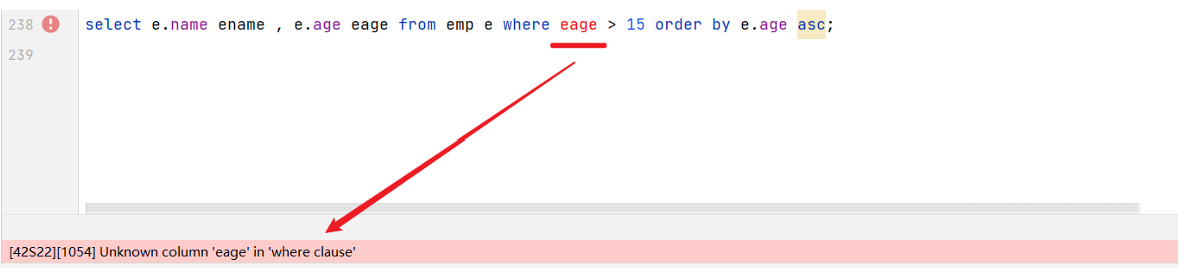 238 select e.name ename , e.age eage from emp e where eage > 15 order by e.age asc;
239
[42S22][1054] Unknown column 'eage' in 'where clause'